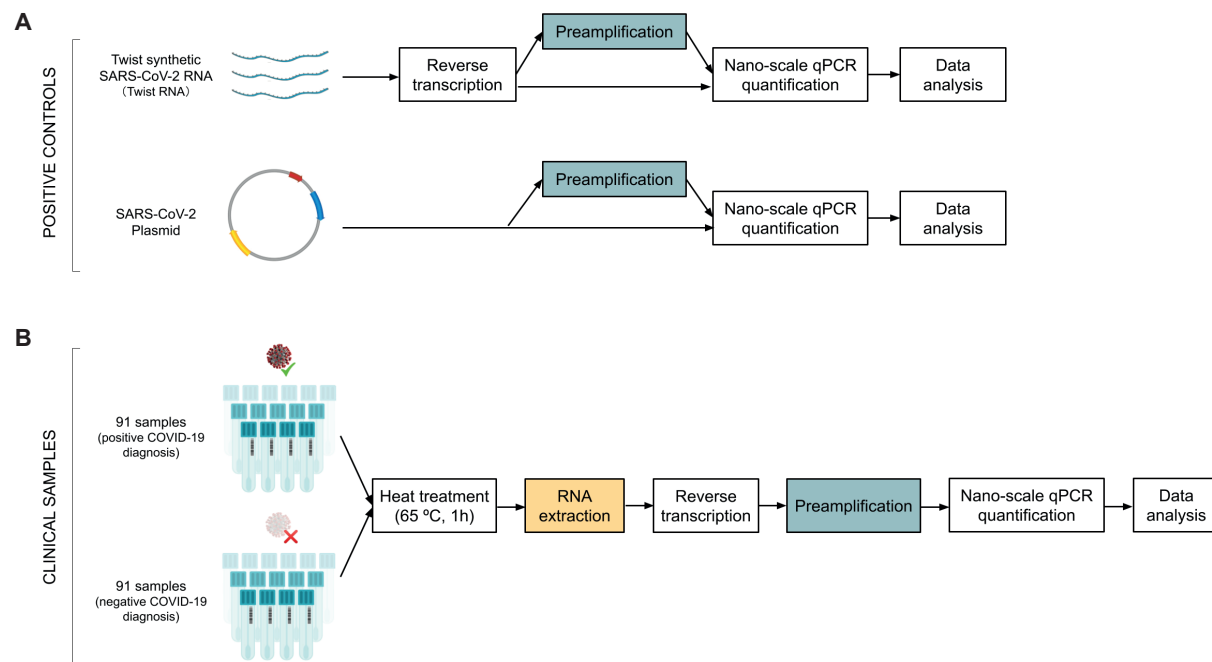 A
POSITIVE CONTROLS
Twist synthetic
SARS-CoV-2 RNA
(Twist RNA)
Reverse
transcription
Preamplification
Nano-scale qPCR
quantification
Data
analysis
SARS-CoV-2
Plasmid
Preamplification
Nano-scale qPCR
quantification
Data
analysis
B
CLINICAL SAMPLES
91 samples
(positive COVID-19
diagnosis)
91 samples
(negative COVID-19
diagnosis)
Heat treatment
(65 ºC, 1h)
RNA
extraction
Reverse
transcription
Preamplification
Nano-scale qPCR
quantification
Data
analysis